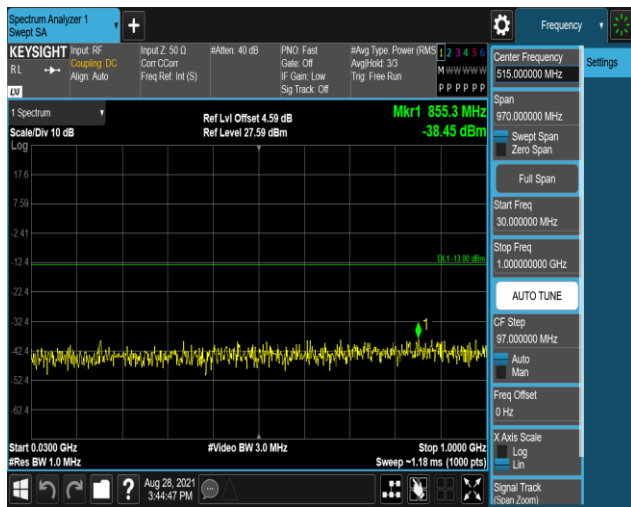 Spectrum Analyzer 1
Swept SA
Frequency
KEYSIGHT
Input: RF
Coupling: DC
Align: Auto
Input Z: 50 Ω
Corr CCorr
Freq Ref: Int (S)
#Atten: 40 dB
PNO: Fast
Gate: Off
IF Gain: Low
Sig Track: Off
#Avg Type: Power (RMS
Avg|Hold: 3/3
Trig: Free Run
1 2 3 4 5 6
M W W W W W
P P P P P P
R L
LXI
1 Spectrum
Scale/Div 10 dB
Log
Ref Lvl Offset 4.59 dB
Ref Level 27.59 dBm
Mkr1 855.3 MHz
-38.45 dBm
17.6
7.59
-2.41
-12.4
DL1 -13.00 dBm
-22.4
-32.4
1
-42.4
-52.4
-62.4
Start 0.0300 GHz
#Res BW 1.0 MHz
#Video BW 3.0 MHz
Stop 1.0000 GHz
Sweep ~1.18 ms (1000 pts)
?
Aug 28, 2021
3:44:47 PM
Center Frequency
515.000000 MHz
Settings
Span
970.000000 MHz
Swept Span
Zero Span
Full Span
Start Freq
30.000000 MHz
Stop Freq
1.000000000 GHz
AUTO TUNE
CF Step
97.000000 MHz
Auto
Man
Freq Offset
0 Hz
X Axis Scale
Log
Lin
Signal Track
(Span Zoom)